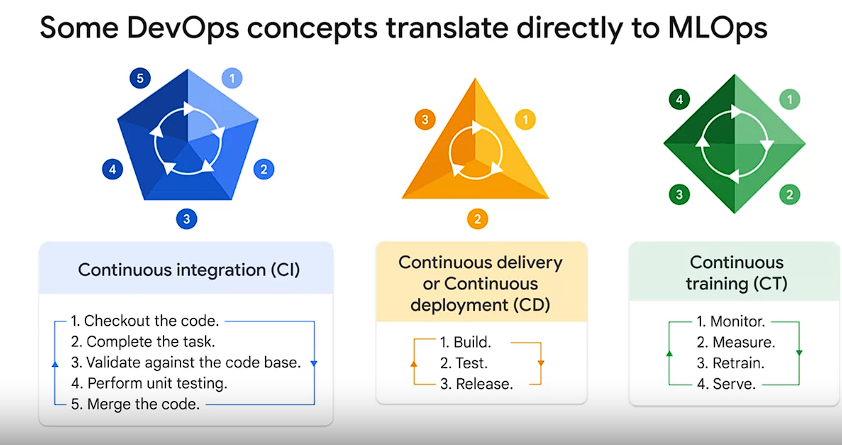 Some DevOps concepts translate directly to MLOps
5
1
4
2
3
3
1
2
4
1
3
2
Continuous integration (CI)
1. Checkout the code.
2. Complete the task.
3. Validate against the code base.
4. Perform unit testing.
5. Merge the code.
Continuous delivery
or Continuous
deployment (CD)
1. Build.
2. Test.
3. Release.
Continuous
training (CT)
1. Monitor.
2. Measure.
3. Retrain.
4. Serve.